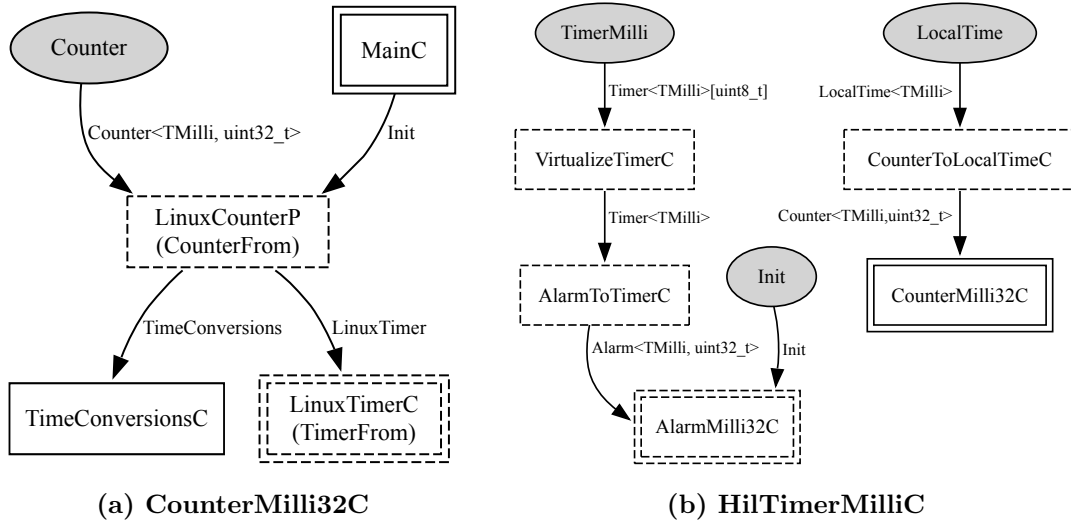 Counter
MainC
Counter<TMilli, uint32_t>
Init
LinuxCounterP
(CounterFrom)
TimeConversions
LinuxTimer
TimeConversionsC
LinuxTimerC
(TimerFrom)
(a) CounterMilli32C
TimerMilli
LocalTime
Timer<TMilli>[uint8_t]
LocalTime<TMilli>
VirtualizeTimerC
CounterToLocalTimeC
Timer<TMilli>
Counter<TMilli,uint32_t>
AlarmToTimerC
Init
CounterMilli32C
Alarm<TMilli, uint32_t>
Init
AlarmMilli32C
(b) HilTimerMilliC